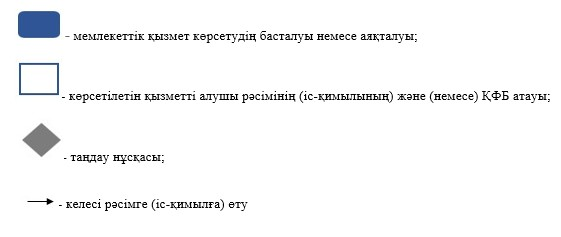 - мемлекеттік қызмет көрсетудің басталуы немесе аяқталуы;
- көрсетілетін қызметті алушы рәсімінің (іс-қимылының) және (немесе) ҚФБ атауы;
- таңдау нұсқасы;
- келесі рәсімге (іс-қимылға) өту